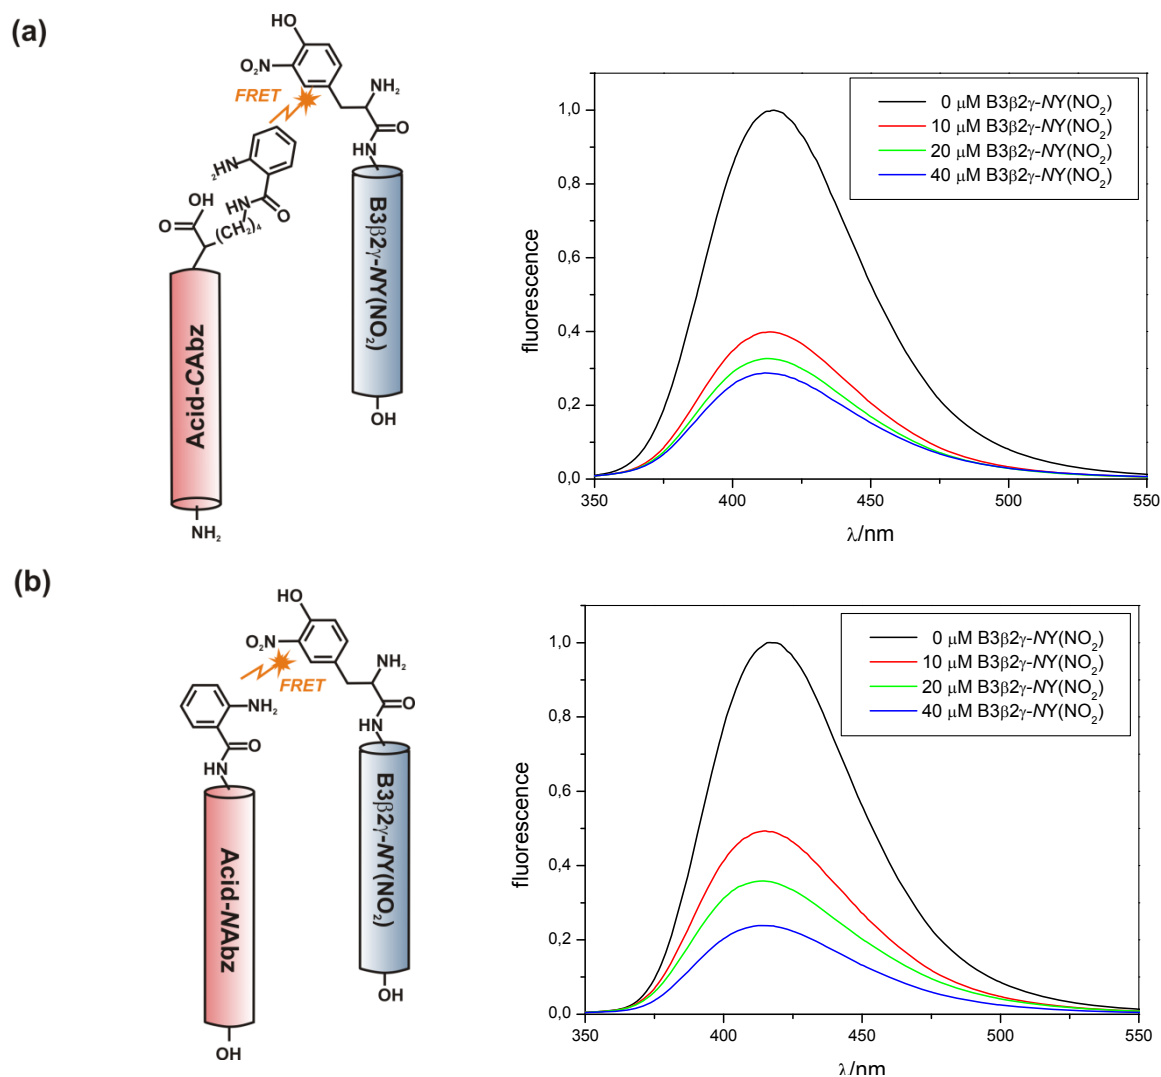 (a)
HO
O₂N
FRET
NH₂
O
HN
H₂N
OH
HN
O
O
(CH₂)₄
B3β2γ-NY(NO₂)
Acid-CAbz
OH
NH₂
0 μM B3β2γ-NY(NO₂)
10 μM B3β2γ-NY(NO₂)
20 μM B3β2γ-NY(NO₂)
40 μM B3β2γ-NY(NO₂)
fluorescence
1,0
0,8
0,6
0,4
0,2
0,0
350 400 450 500 550
λ/nm
(b)
HO
O₂N
FRET
NH₂
NH₂
O
HN
O
HN
B3β2γ-NY(NO₂)
Acid-NAbz
OH
OH
0 μM B3β2γ-NY(NO₂)
10 μM B3β2γ-NY(NO₂)
20 μM B3β2γ-NY(NO₂)
40 μM B3β2γ-NY(NO₂)
fluorescence
1,0
0,8
0,6
0,4
0,2
0,0
350 400 450 500 550
λ/nm